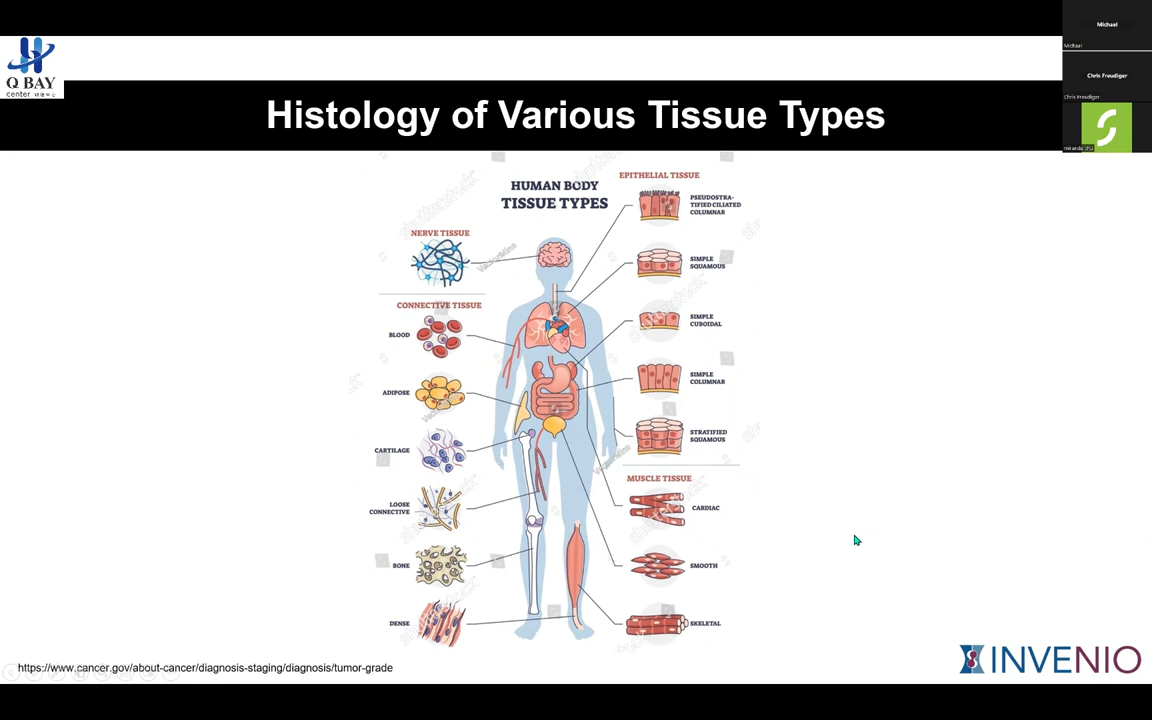 Q BAY
center
Histology of Various Tissue Types
Michael
Michael
Chris Freudiger
Chris Freudiger
HUMAN BODY
TISSUE TYPES
NERVE TISSUE
CONNECTIVE TISSUE
BLOOD
ADIPOSE
CARTILAGE
LOOSE
CONNECTIVE
BONE
DENSE
EPITHELIAL TISSUE
PSEUDOSTRA-
TIFIED CILIATED
COLUMNAR
SIMPLE
SQUAMOUS
SIMPLE
CUBOIDAL
SIMPLE
COLUMNAR
STRATIFIED
SQUAMOUS
MUSCLE TISSUE
CARDIAC
SMOOTH
SKELETAL
shutterstock
VectorMine
https://www.cancer.gov/about-cancer/diagnosis-staging/diagnosis/tumor-grade
INVENIO